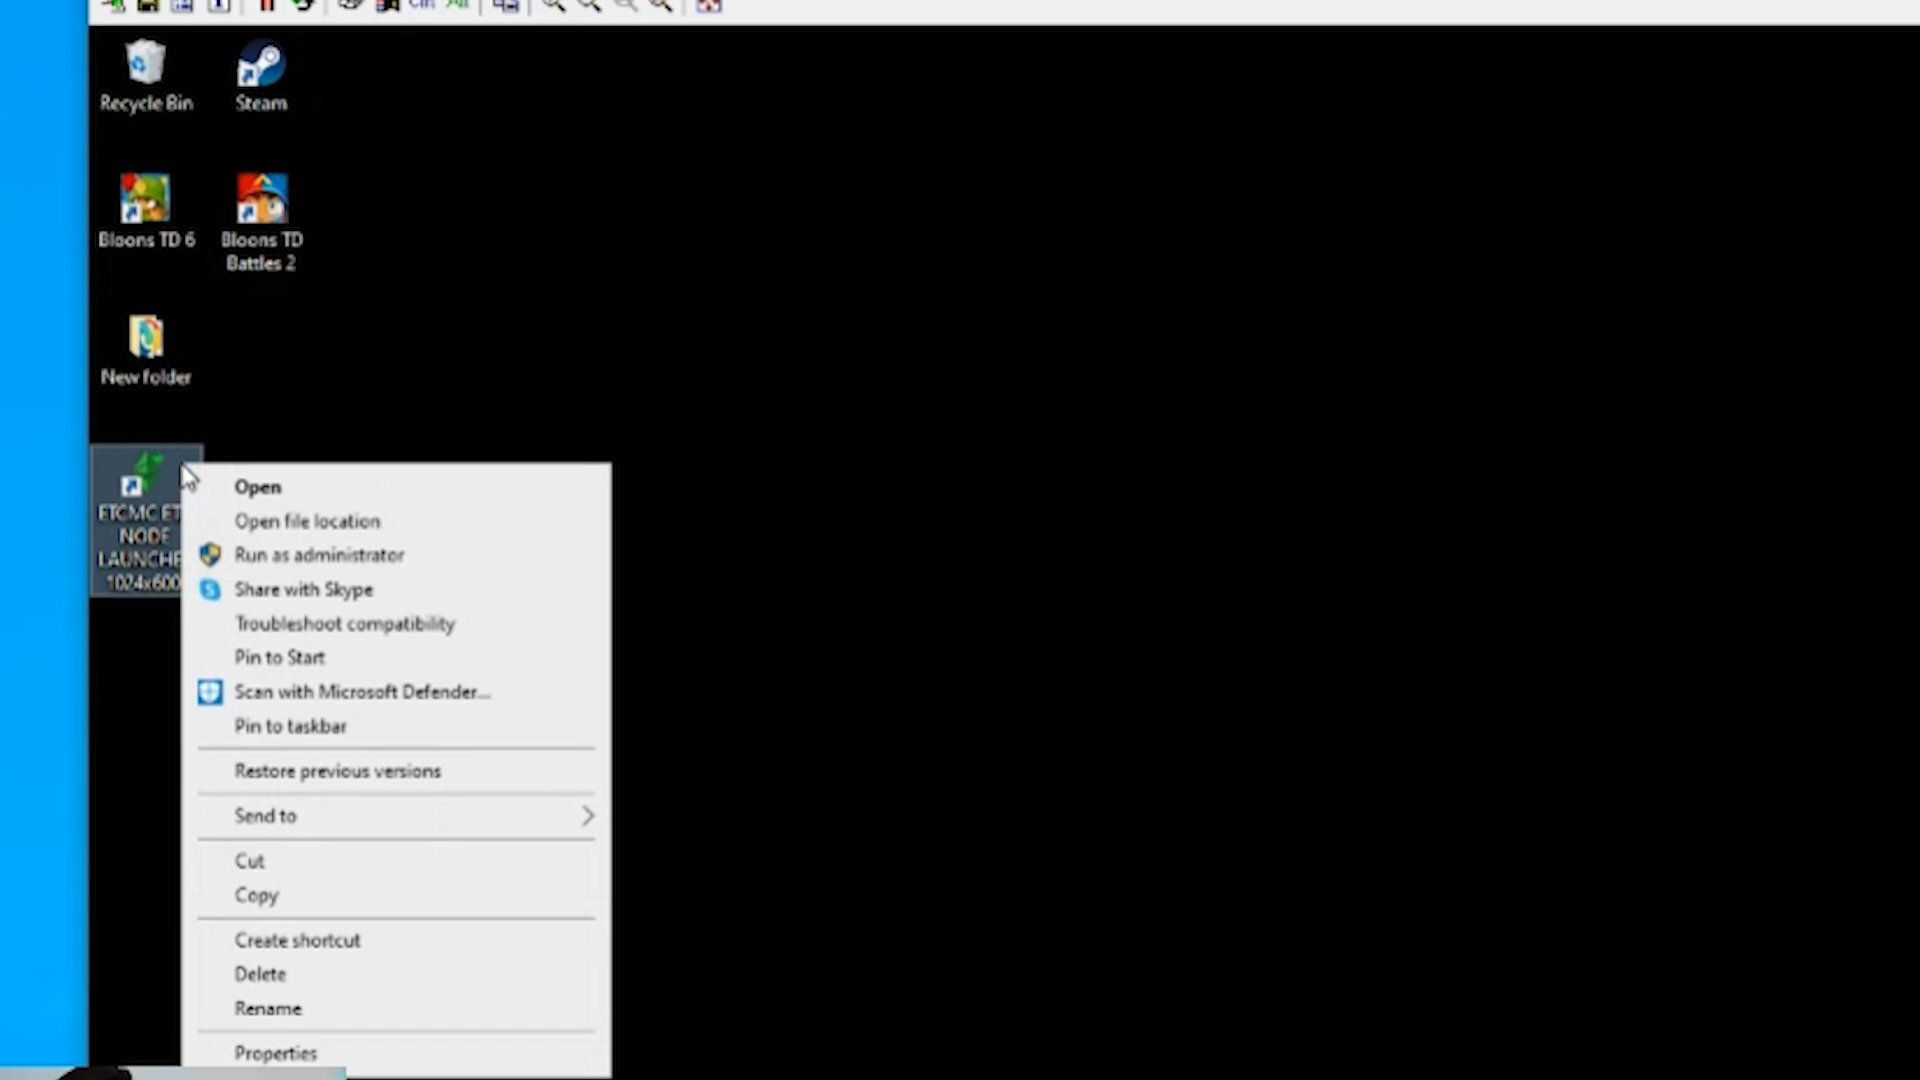 Recycle Bin
Steam
Bloons TD 6
Bloons TD
Battles 2
New folder
ETCMC
NODE
1024x600
Open
Open file location
Run as administrator
Share with Skype
Troubleshoot compatibility
Pin to Start
Scan with Microsoft Defender...
Pin to taskbar
Restore previous versions
Send to
Cut
Copy
Create shortcut
Delete
Rename
Properties